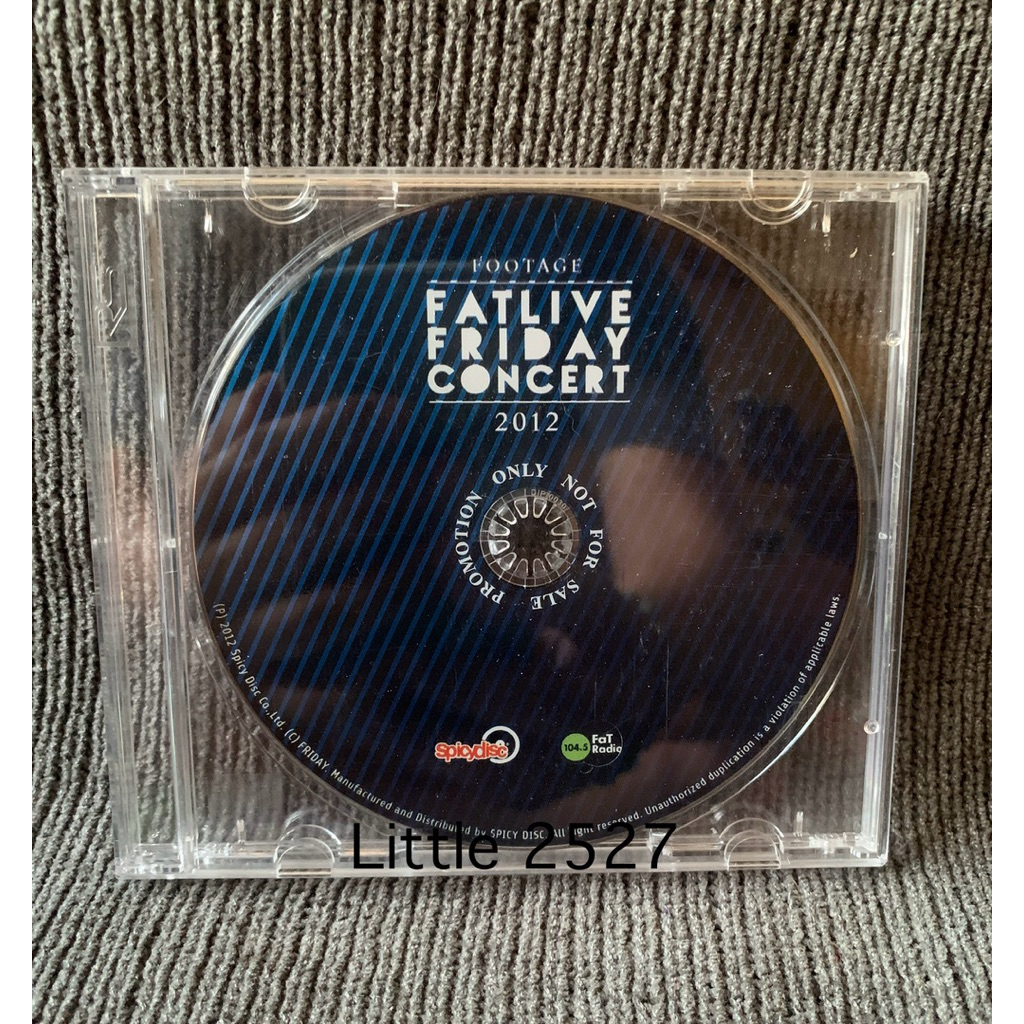 FOOTAGE
FATLIVE
FRIDAY
CONCERT
2012
PROMOTION ONLY NOT FOR SALE
spicydisc
104.5 FaT
Radio
(P) 2012 Spicy Disc Co.,Ltd. (C) FRIDAY. Manufactured and Distributed by SPICY DISC. All right reserved. Unauthorized duplication is a violation of applicable laws.
Little 2527